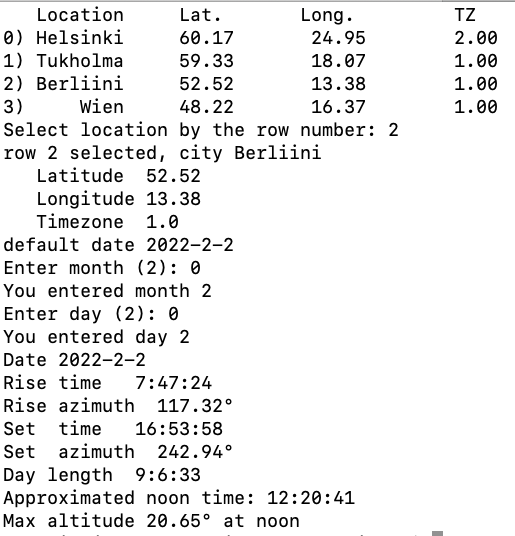 Location Lat. Long. TZ
0) Helsinki 60.17 24.95 2.00
1) Tukholma 59.33 18.07 1.00
2) Berliini 52.52 13.38 1.00
3) Wien 48.22 16.37 1.00
Select location by the row number: 2
row 2 selected, city Berliini
Latitude 52.52
Longitude 13.38
Timezone 1.0
default date 2022-2-2
Enter month (2): 0
You entered month 2
Enter day (2): 0
You entered day 2
Date 2022-2-2
Rise time 7:47:24
Rise azimuth 117.32°
Set time 16:53:58
Set azimuth 242.94°
Day length 9:6:33
Approximated noon time: 12:20:41
Max altitude 20.65° at noon